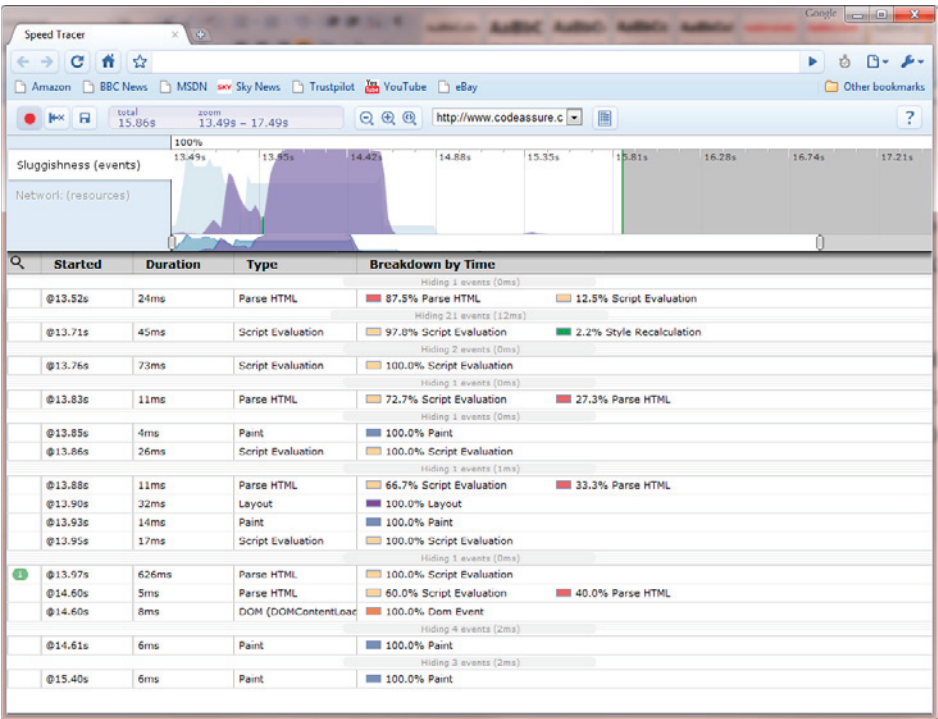 Google
Speed Tracer
Amazon BBC News MSDN sky Sky News Trustpilot You Tube YouTube eBay Other bookmarks
total 15.86s zoom 13.49s - 17.49s http://www.codeassure.c ?
100%
Sluggishness (events) 13.49s 13.95s 14.42s 14.88s 15.35s 15.81s 16.28s 16.74s 17.21s
Network (resources)
Started Duration Type Breakdown by Time
Hiding 1 events (0ms)
@13.52s 24ms Parse HTML 87.5% Parse HTML 12.5% Script Evaluation
Hiding 21 events (12ms)
@13.71s 45ms Script Evaluation 97.8% Script Evaluation 2.2% Style Recalculation
Hiding 2 events (0ms)
@13.76s 73ms Script Evaluation 100.0% Script Evaluation
Hiding 1 events (0ms)
@13.83s 11ms Parse HTML 72.7% Script Evaluation 27.3% Parse HTML
Hiding 1 events (0ms)
@13.85s 4ms Paint 100.0% Paint
@13.86s 26ms Script Evaluation 100.0% Script Evaluation
Hiding 1 events (1ms)
@13.88s 11ms Parse HTML 66.7% Script Evaluation 33.3% Parse HTML
@13.90s 32ms Layout 100.0% Layout
@13.93s 14ms Paint 100.0% Paint
@13.95s 17ms Script Evaluation 100.0% Script Evaluation
Hiding 1 events (0ms)
@13.97s 626ms Parse HTML 100.0% Script Evaluation
@14.60s 5ms Parse HTML 60.0% Script Evaluation 40.0% Parse HTML
@14.60s 8ms DOM (DOMContentLoac 100.0% Dom Event
Hiding 4 events (2ms)
@14.61s 6ms Paint 100.0% Paint
Hiding 3 events (2ms)
@15.40s 6ms Paint 100.0% Paint